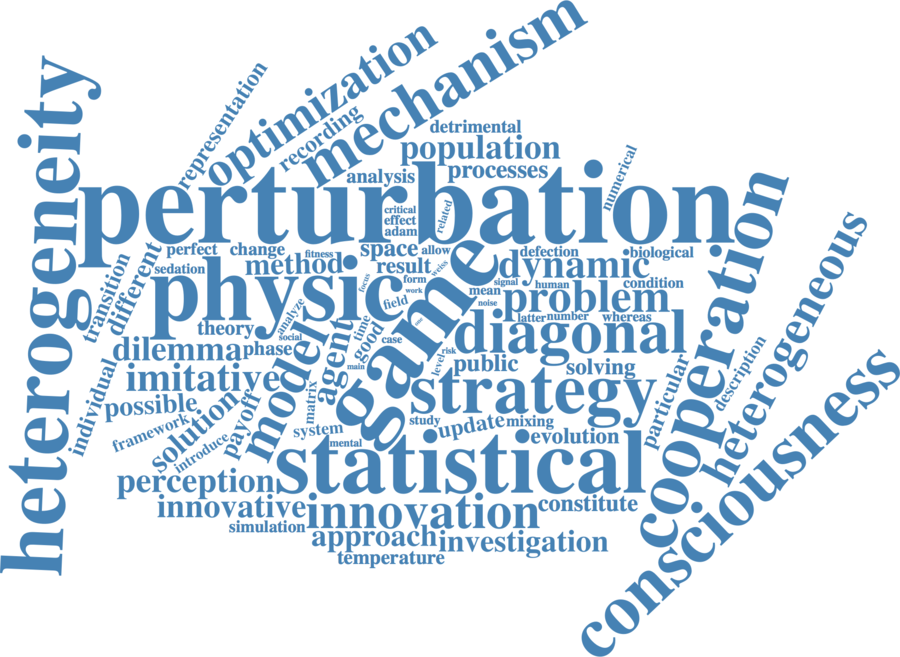 mechanism
optimization
representation
recording
heterogeneity
detrimental
population
processes
analysis
numerical
perturbation
critical
effect
adam
related
perfect
change
fitness
space
allow
defection
biological
sedation
method
result
weiss
dynamic
transition
different
physic
focus
form
work
signal
human
condition
mean
problem
noise
field
latter
number
whereas
theory
analyze
social
time
good
case
game
diagonal
dilemma
phase
model
agent
main
level
risk
public
solving
imitative
strategy
particular
description
cooperation
heterogeneous
consciousness
individual
possible
solution
payoff
matrix
framework
introduce
system
study
update
mixing
mental
evolution
statistical
perception
innovative
innovation
constitute
simulation
approach
investigation
temperature